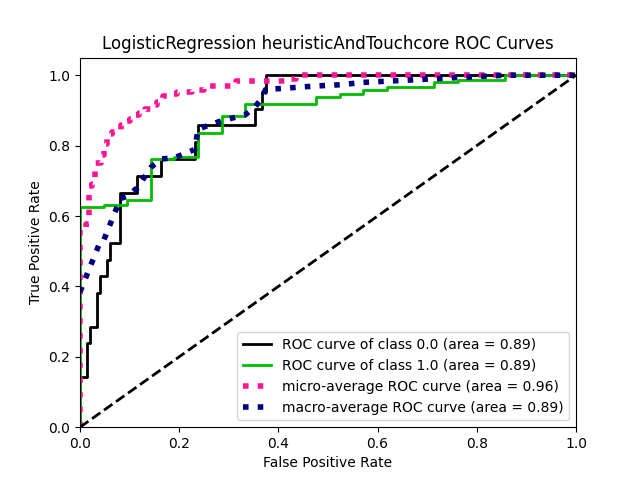 LogisticRegression heuristicAndTouchcore ROC Curves
1.0
0.8
0.6
0.4
0.2
0.0
True Positive Rate
ROC curve of class 0.0 (area = 0.89)
ROC curve of class 1.0 (area = 0.89)
micro-average ROC curve (area = 0.96)
macro-average ROC curve (area = 0.89)
0.0 0.2 0.4 0.6 0.8 1.0
False Positive Rate